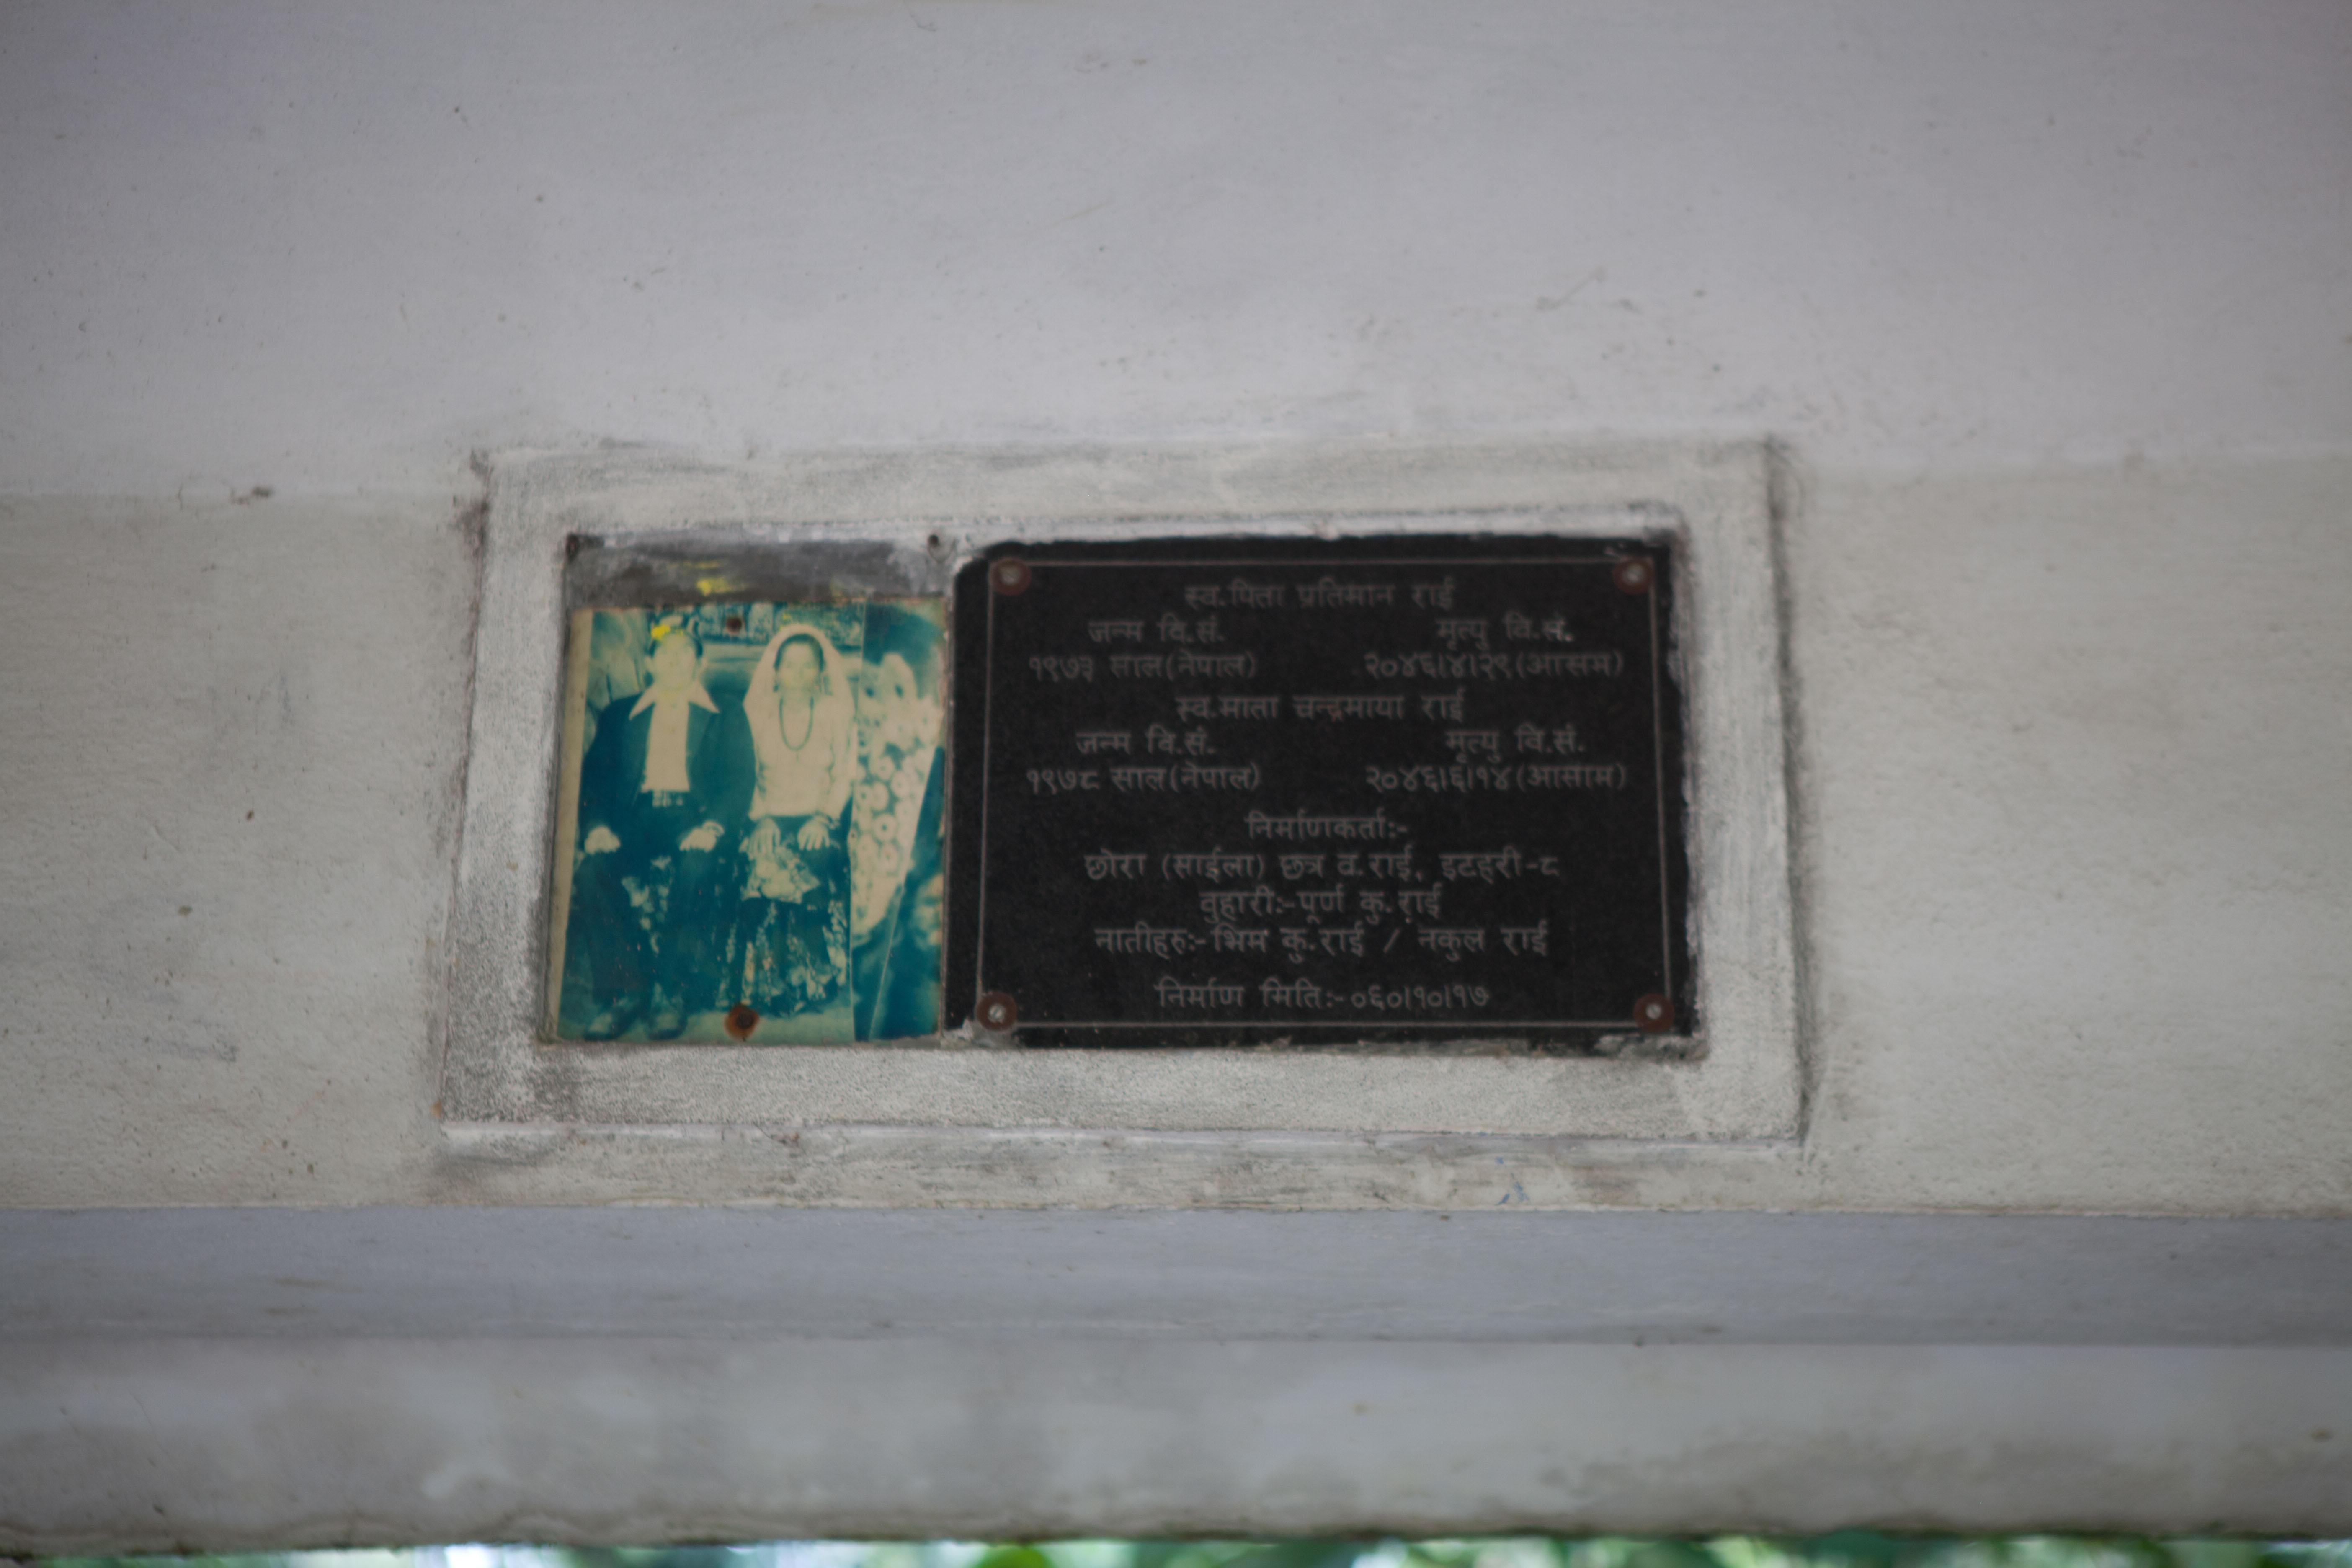 स्व.पिता प्रतिमान राई
जन्म वि.सं. मृत्यु वि.सं.
१९७३ साल(नेपाल) २०४६।४।२९(आसम)
स्व.माता चन्द्रमाया राई
जन्म वि.सं. मृत्यु वि.सं.
१९७८ साल(नेपाल) २०४६।६।१४(आसाम)
निर्माणकर्ता:-
छोरा (साईला) छत्र व.राई, इटहरी-८
वुहारी:-पूर्ण कु.राई
नातीहरु:-भिम कु.राई / नकुल राई
निर्माण मिति:-०६०।१०।१७